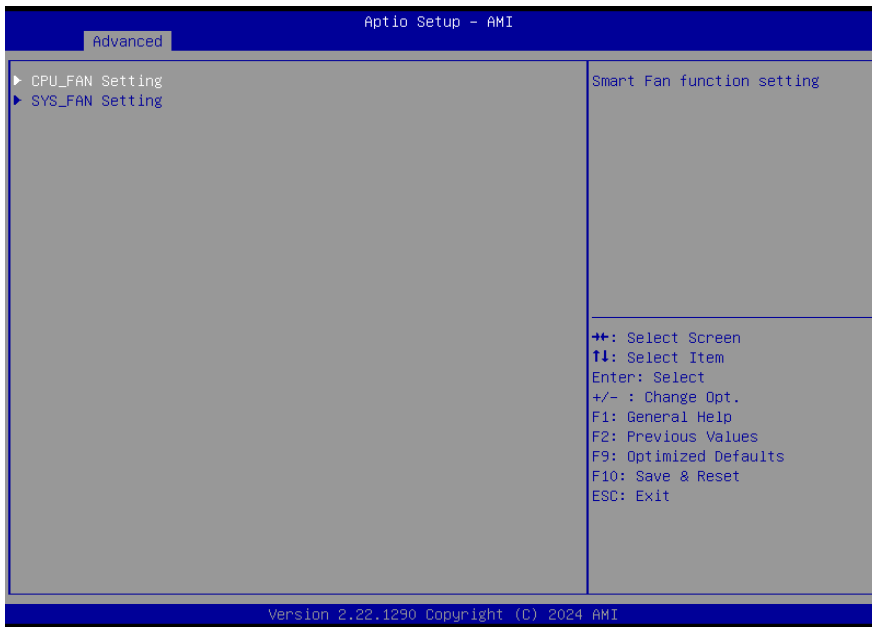 Aptio Setup – AMI
Advanced
▶ CPU_FAN Setting
▶ SYS_FAN Setting
Smart Fan function setting
→←: Select Screen
↑↓: Select Item
Enter: Select
+/- : Change Opt.
F1: General Help
F2: Previous Values
F9: Optimized Defaults
F10: Save & Reset
ESC: Exit
Version 2.22.1290 Copyright (C) 2024 AMI